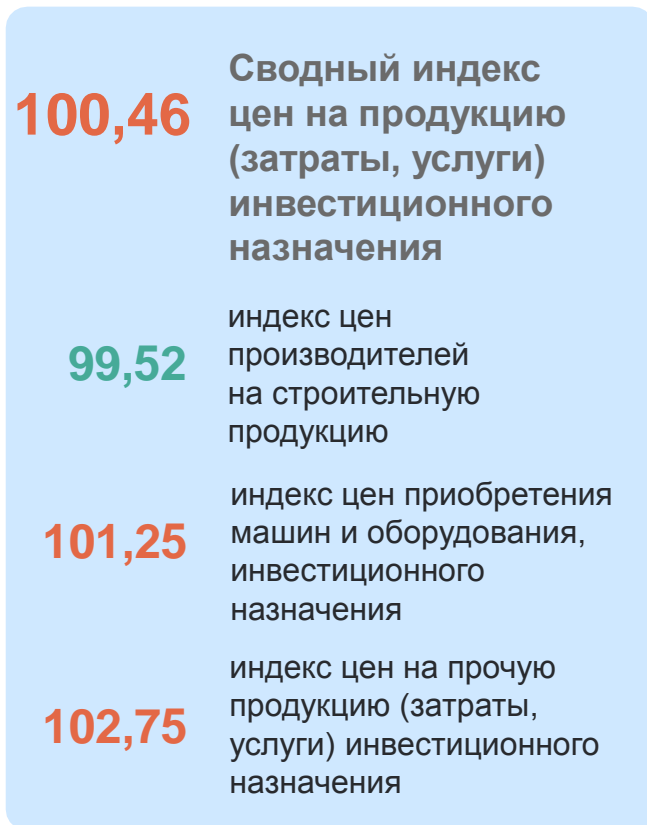 100,46
Сводный индекс
цен на продукцию
(затраты, услуги)
инвестиционного
назначения
99,52
индекс цен
производителей
на строительную
продукцию
101,25
индекс цен приобретения
машин и оборудования,
инвестиционного
назначения
102,75
индекс цен на прочую
продукцию (затраты,
услуги) инвестиционного
назначения